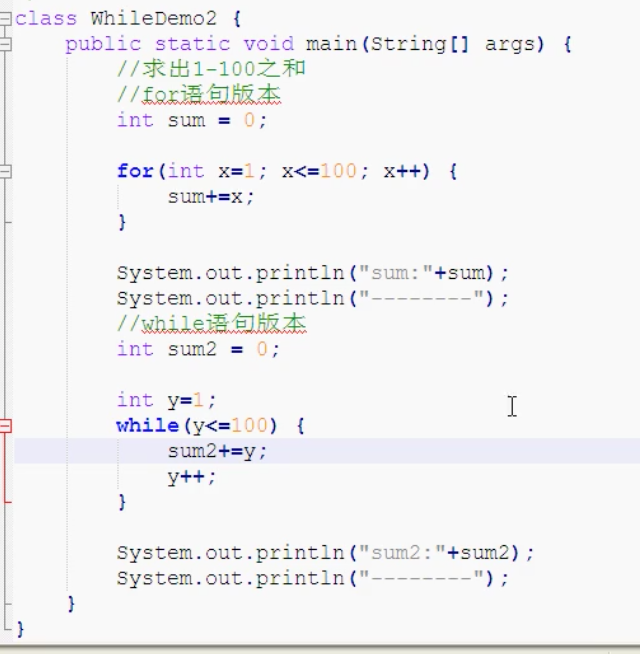 class WhileDemo2 {
public static void main(String[] args) {
//求出1-100之和
//for语句版本
int sum = 0;
for(int x=1; x<=100; x++) {
sum+=x;
}
System.out.println("sum:"+sum);
System.out.println("--------");
//while语句版本
int sum2 = 0;
int y=1;
while(y<=100) {
sum2+=y;
y++;
}
System.out.println("sum2:"+sum2);
System.out.println("--------");
}
}